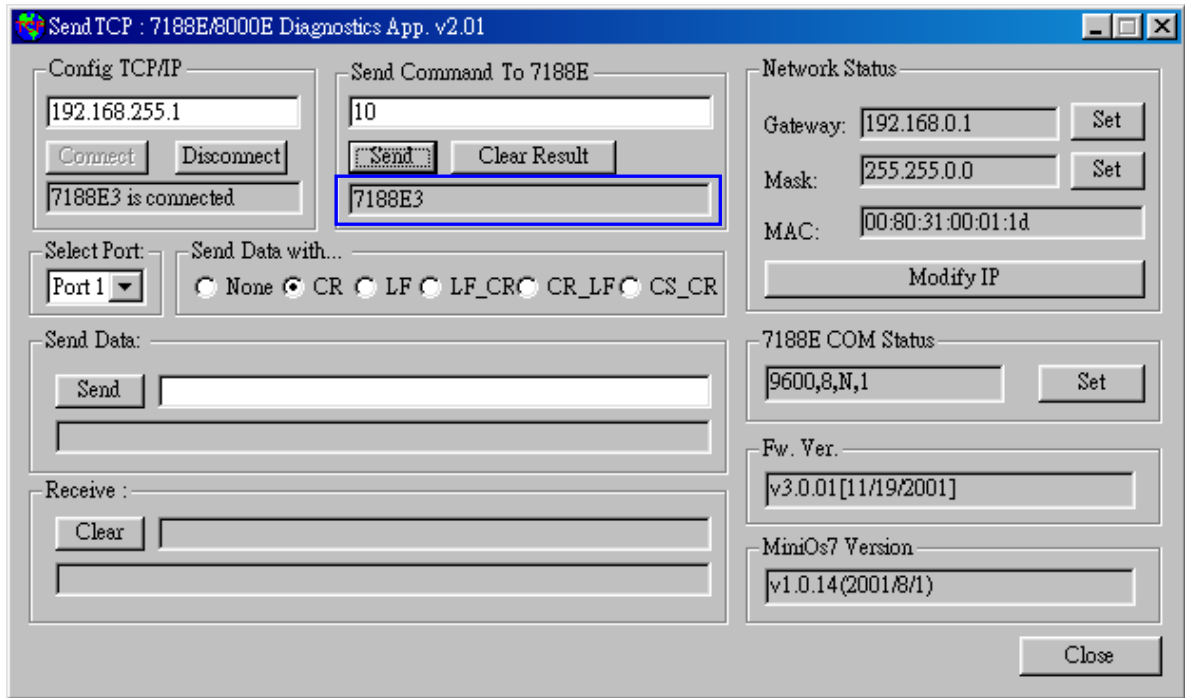 SendTCP : 7188E/8000E Diagnostics App. v2.01
Config TCP/IP
192.168.255.1
Connect Disconnect
7188E3 is connected
Send Command To 7188E
10
Send Clear Result
7188E3
Network Status
Gateway: 192.168.0.1 Set
Mask: 255.255.0.0 Set
MAC: 00:80:31:00:01:1d
Modify IP
Select Port:
Port 1
Send Data with...
None CR LF LF_CR CR_LF CS_CR
Send Data:
Send
7188E COM Status
9600,8,N,1 Set
Receive :
Clear
Fw. Ver.
v3.0.01[11/19/2001]
MiniOs7 Version
v1.0.14(2001/8/1)
Close